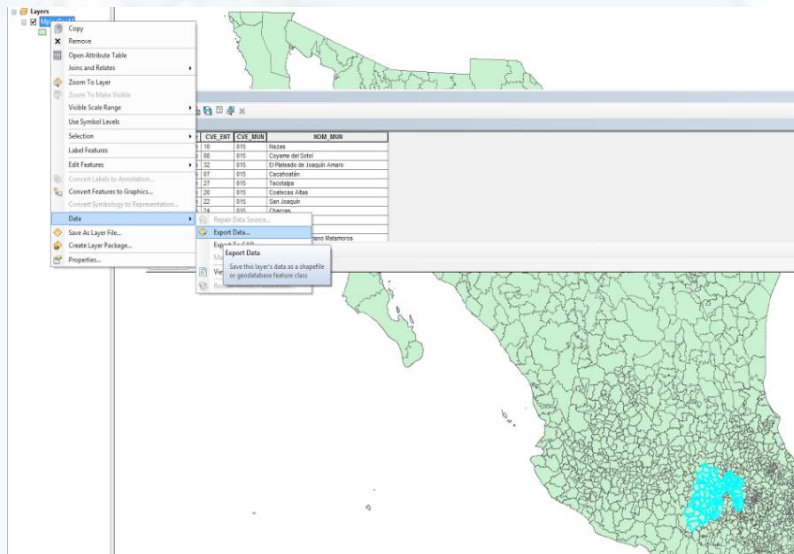 Layers
Copy
Remove
Open Attribute Table
Joins and Relates
Zoom To Layer
Zoom To Make Visible
Visible Scale Range
Use Symbol Levels
Selection
Label Features
Edit Features
Convert Labels to Annotation...
Convert Features to Graphics...
Convert Symbology to Representation...
Data
Save As Layer File...
Create Layer Package...
Properties...
Repair Data Source...
Export Data...
Export To CAD
Export Data
Save this layer's data as a shapefile
or geodatabase feature class
CVE_ENT CVE_MUN NOM_MUN
10 015 Nazas
08 015 Coyame del Sotol
32 015 El Plateado de Joaquín Amaro
07 015 Cacahoatán
27 015 Tacotalpa
20 015 Coatecas Altas
22 015 San Joaquín
24 015 Charcas
Matamoros